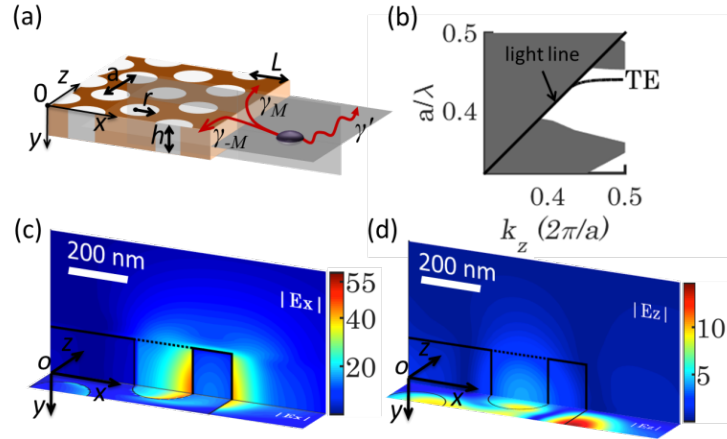 (a)
z
a
L
0
r
x
h
y
γM
γ-M
γ'
(b)
0.5
light line
TE
a/λ
0.4
0.4
0.5
k_z (2π/a)
(c)
200 nm
|Ex|
55
40
20
o
z
x
y
|Ex|
(d)
200 nm
|Ez|
10
5
o
z
x
y
|Ez|